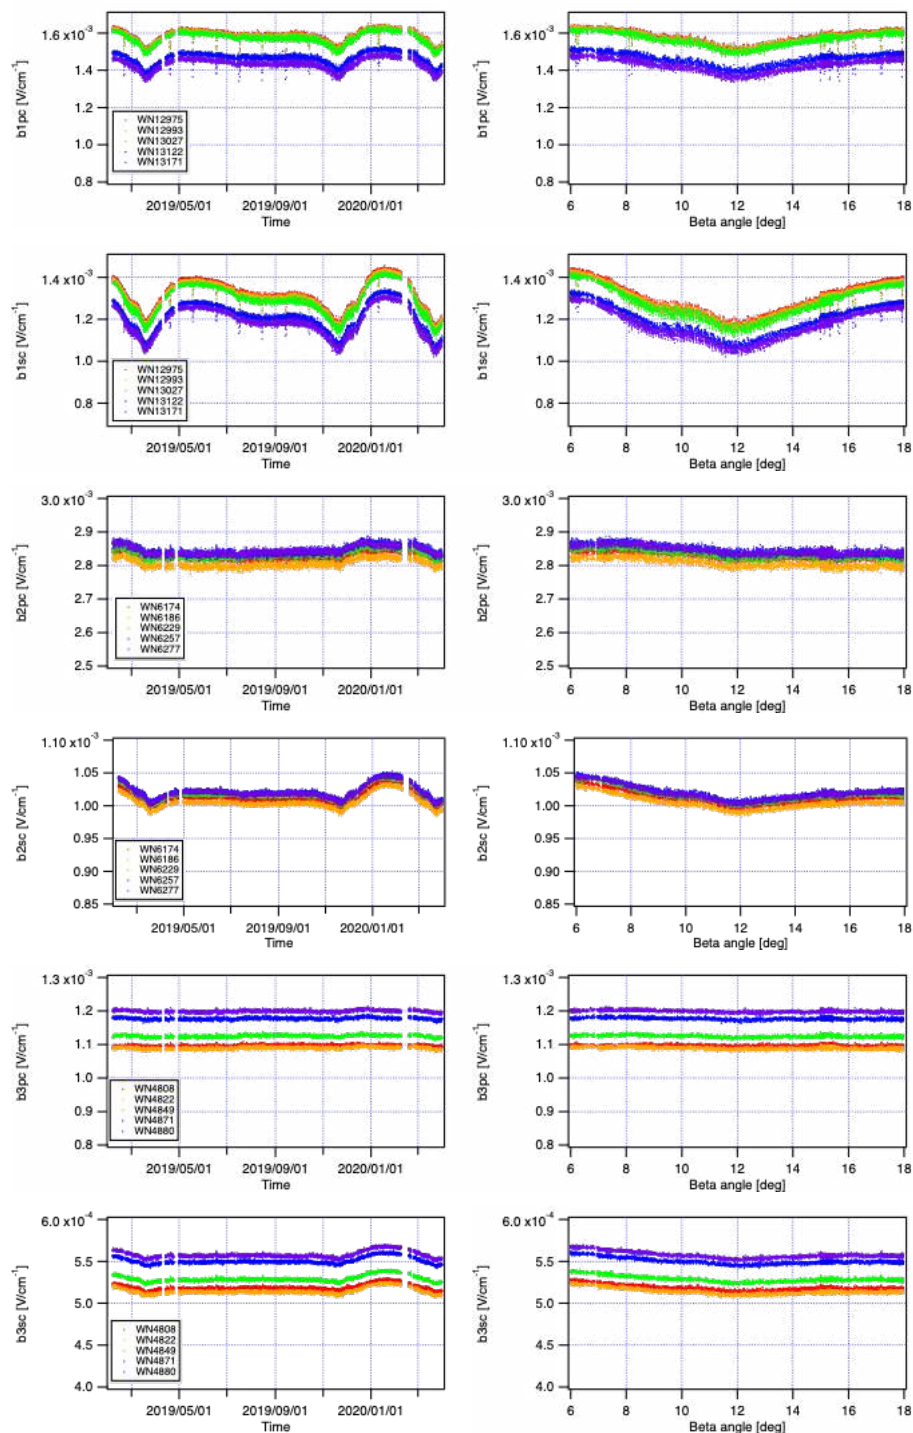 1.6 x10⁻³
1.4
1.2
1.0
0.8
b1pc [V/cm⁻¹]
WN12975
WN12993
WN13027
WN13122
WN13171
2019/05/01 2019/09/01 2020/01/01
Time
1.6 x10⁻³
1.4
1.2
1.0
0.8
b1pc [V/cm⁻¹]
6 8 10 12 14 16 18
Beta angle [deg]
1.4 x10⁻³
1.2
1.0
0.8
b1sc [V/cm⁻¹]
WN12975
WN12993
WN13027
WN13122
WN13171
2019/05/01 2019/09/01 2020/01/01
Time
1.4 x10⁻³
1.2
1.0
0.8
b1sc [V/cm⁻¹]
6 8 10 12 14 16 18
Beta angle [deg]
3.0 x10⁻³
2.9
2.8
2.7
2.6
2.5
b2pc [V/cm⁻¹]
WN6174
WN6186
WN6229
WN6257
WN6277
2019/05/01 2019/09/01 2020/01/01
Time
3.0 x10⁻³
2.9
2.8
2.7
2.6
2.5
b2pc [V/cm⁻¹]
6 8 10 12 14 16 18
Beta angle [deg]
1.10 x10⁻³
1.05
1.00
0.95
0.90
0.85
b2sc [V/cm⁻¹]
WN6174
WN6186
WN6229
WN6257
WN6277
2019/05/01 2019/09/01 2020/01/01
Time
1.10 x10⁻³
1.05
1.00
0.95
0.90
0.85
b2sc [V/cm⁻¹]
6 8 10 12 14 16 18
Beta angle [deg]
1.3 x10⁻³
1.2
1.1
1.0
0.9
0.8
b3pc [V/cm⁻¹]
WN4808
WN4822
WN4849
WN4871
WN4880
2019/05/01 2019/09/01 2020/01/01
Time
1.3 x10⁻³
1.2
1.1
1.0
0.9
0.8
b3pc [V/cm⁻¹]
6 8 10 12 14 16 18
Beta angle [deg]
6.0 x10⁻⁴
5.5
5.0
4.5
4.0
b3sc [V/cm⁻¹]
WN4808
WN4822
WN4849
WN4871
WN4880
2019/05/01 2019/09/01 2020/01/01
Time
6.0 x10⁻⁴
5.5
5.0
4.5
4.0
b3sc [V/cm⁻¹]
6 8 10 12 14 16 18
Beta angle [deg]